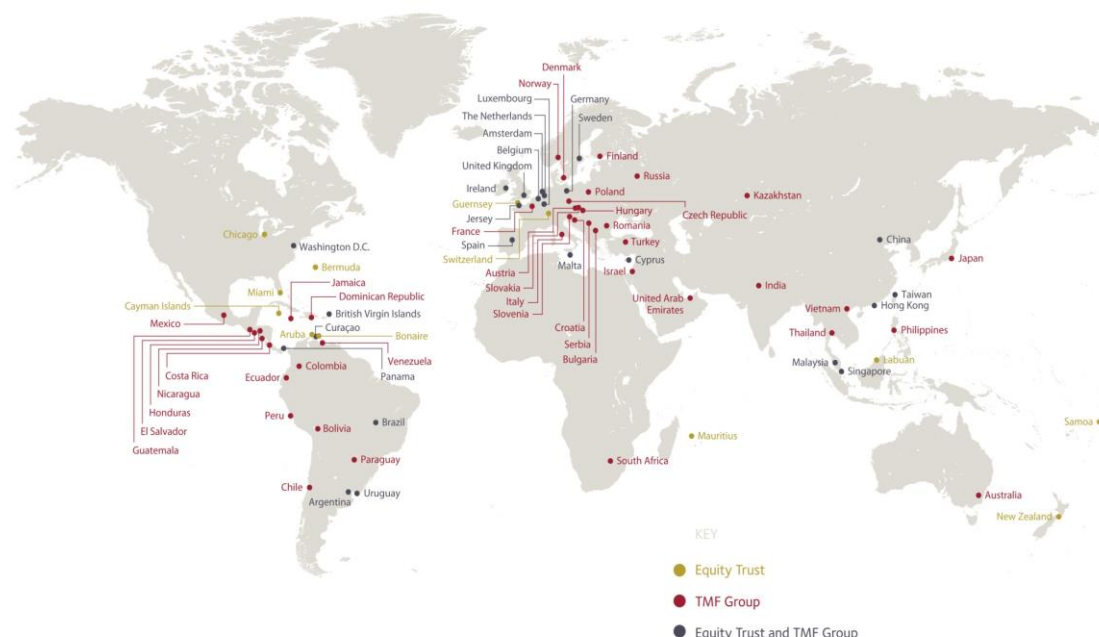 Denmark
Norway
Luxembourg
Germany
The Netherlands
Sweden
Amsterdam
Belgium
United Kingdom
Finland
Russia
Ireland
Poland
Kazakhstan
Guernsey
Jersey
Hungary
Czech Republic
France
Romania
Chicago
Spain
Turkey
China
Washington D.C.
Switzerland
Malta
Cyprus
Japan
Bermuda
Austria
Israel
Jamaica
Slovakia
India
Miami
Dominican Republic
Italy
United Arab
Emirates
Taiwan
Cayman Islands
Slovenia
Hong Kong
British Virgin Islands
Vietnam
Mexico
Curaçao
Croatia
Philippines
Aruba
Bonaire
Thailand
Serbia
Venezuela
Bulgaria
Malaysia
Labuan
Costa Rica
Ecuador
Colombia
Panama
Singapore
Nicaragua
Honduras
Peru
Brazil
Samoa
El Salvador
Bolivia
Mauritius
Guatemala
Paraguay
South Africa
Chile
Argentina
Uruguay
Australia
New Zealand
KEY
Equity Trust
TMF Group
Equity Trust and TMF Group